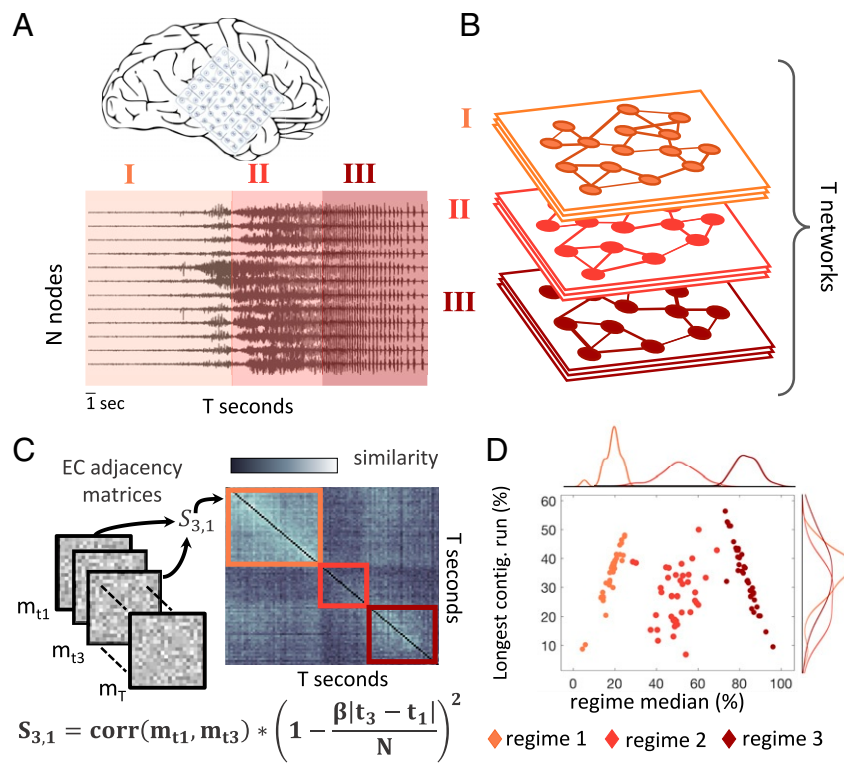 A
I II III
N nodes
1 sec
T seconds
B
I
II
III
T networks
C
EC adjacency
matrices
similarity
S3,1
mt1
mt3
mT
T seconds
T seconds
S3,1 = corr(mt1, mt3) * (1 − β|t3 − t1| / N)²
D
Longest contig. run (%)
60
50
40
30
20
10
0 20 40 60 80 100
regime median (%)
regime 1 regime 2 regime 3